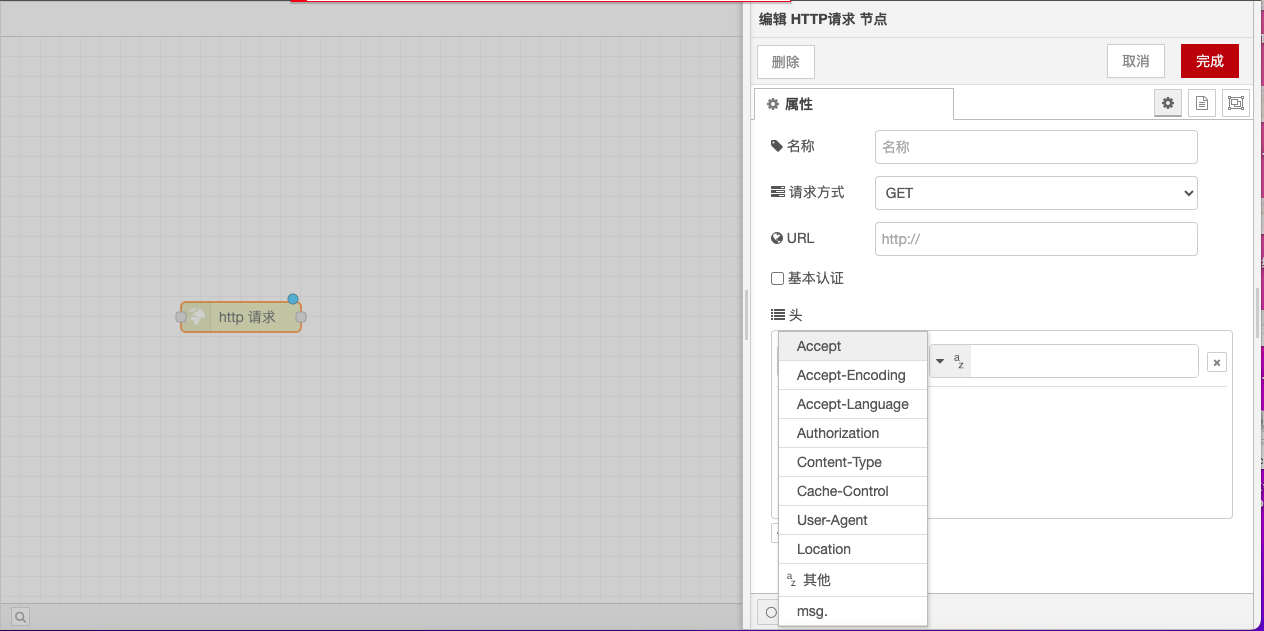 编辑 HTTP请求 节点
删除
取消
完成
属性
名称
名称
请求方式
GET
URL
http://
基本认证
头
Accept
Accept-Encoding
Accept-Language
Authorization
Content-Type
Cache-Control
User-Agent
Location
az 其他
msg.
az
http 请求